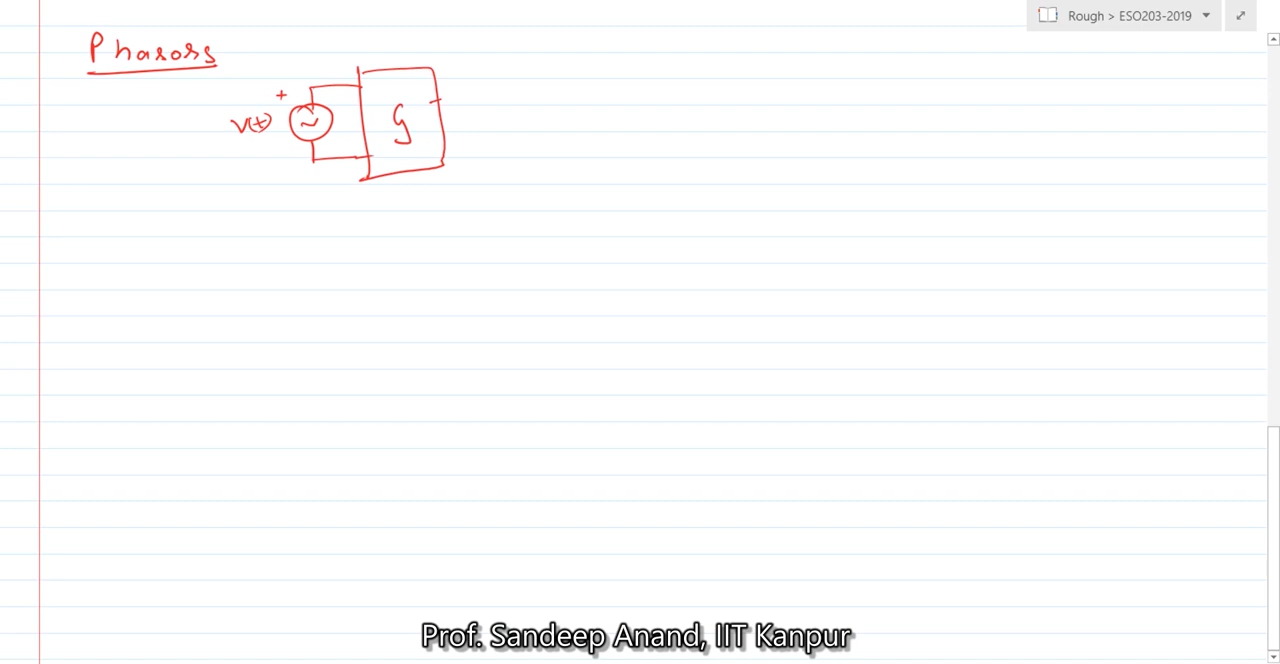 Rough > ESO203-2019
Phasors
+
v(t)
~
G
Prof. Sandeep Anand, IIT Kanpur